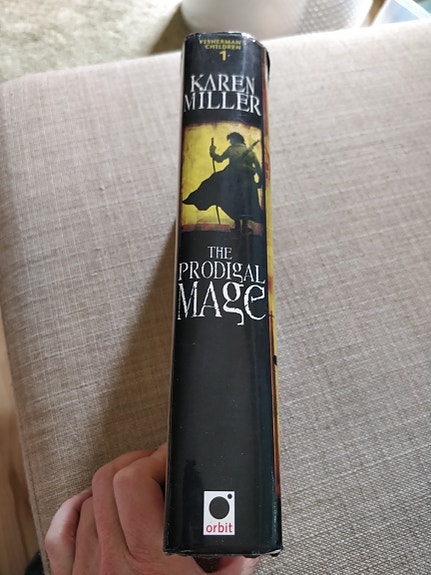 FISHERMAN
CHILDREN
1
KAREN
MILLER
THE
PRODIGAL
MAGE
orbit